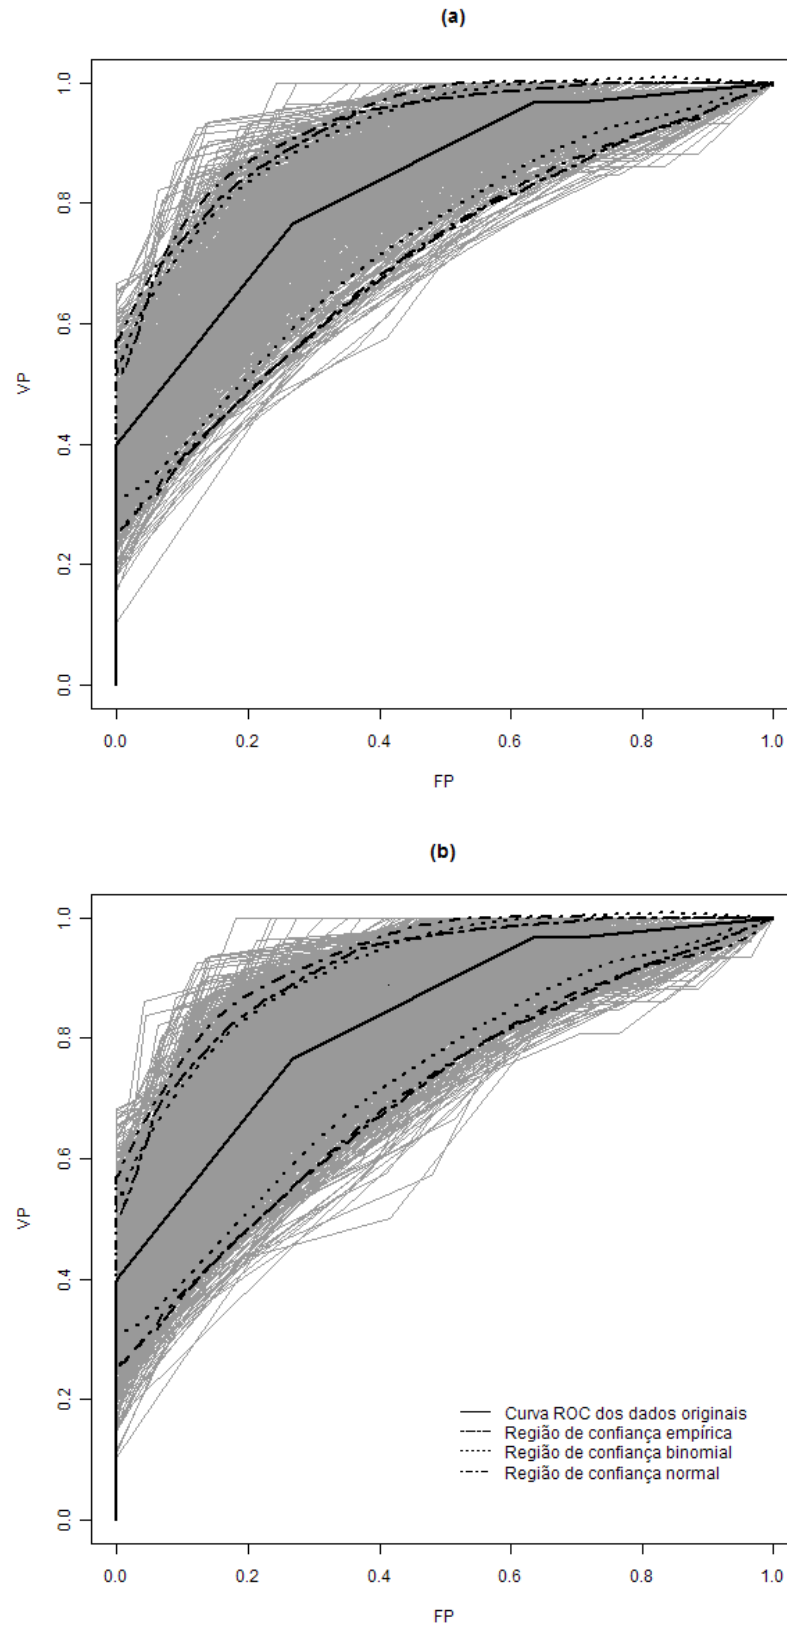 (a)
1.0
0.8
0.6
0.4
0.2
0.0
VP
0.0 0.2 0.4 0.6 0.8 1.0
FP
(b)
1.0
0.8
0.6
0.4
0.2
0.0
VP
Curva ROC dos dados originais
Região de confiança empírica
Região de confiança binomial
Região de confiança normal
0.0 0.2 0.4 0.6 0.8 1.0
FP